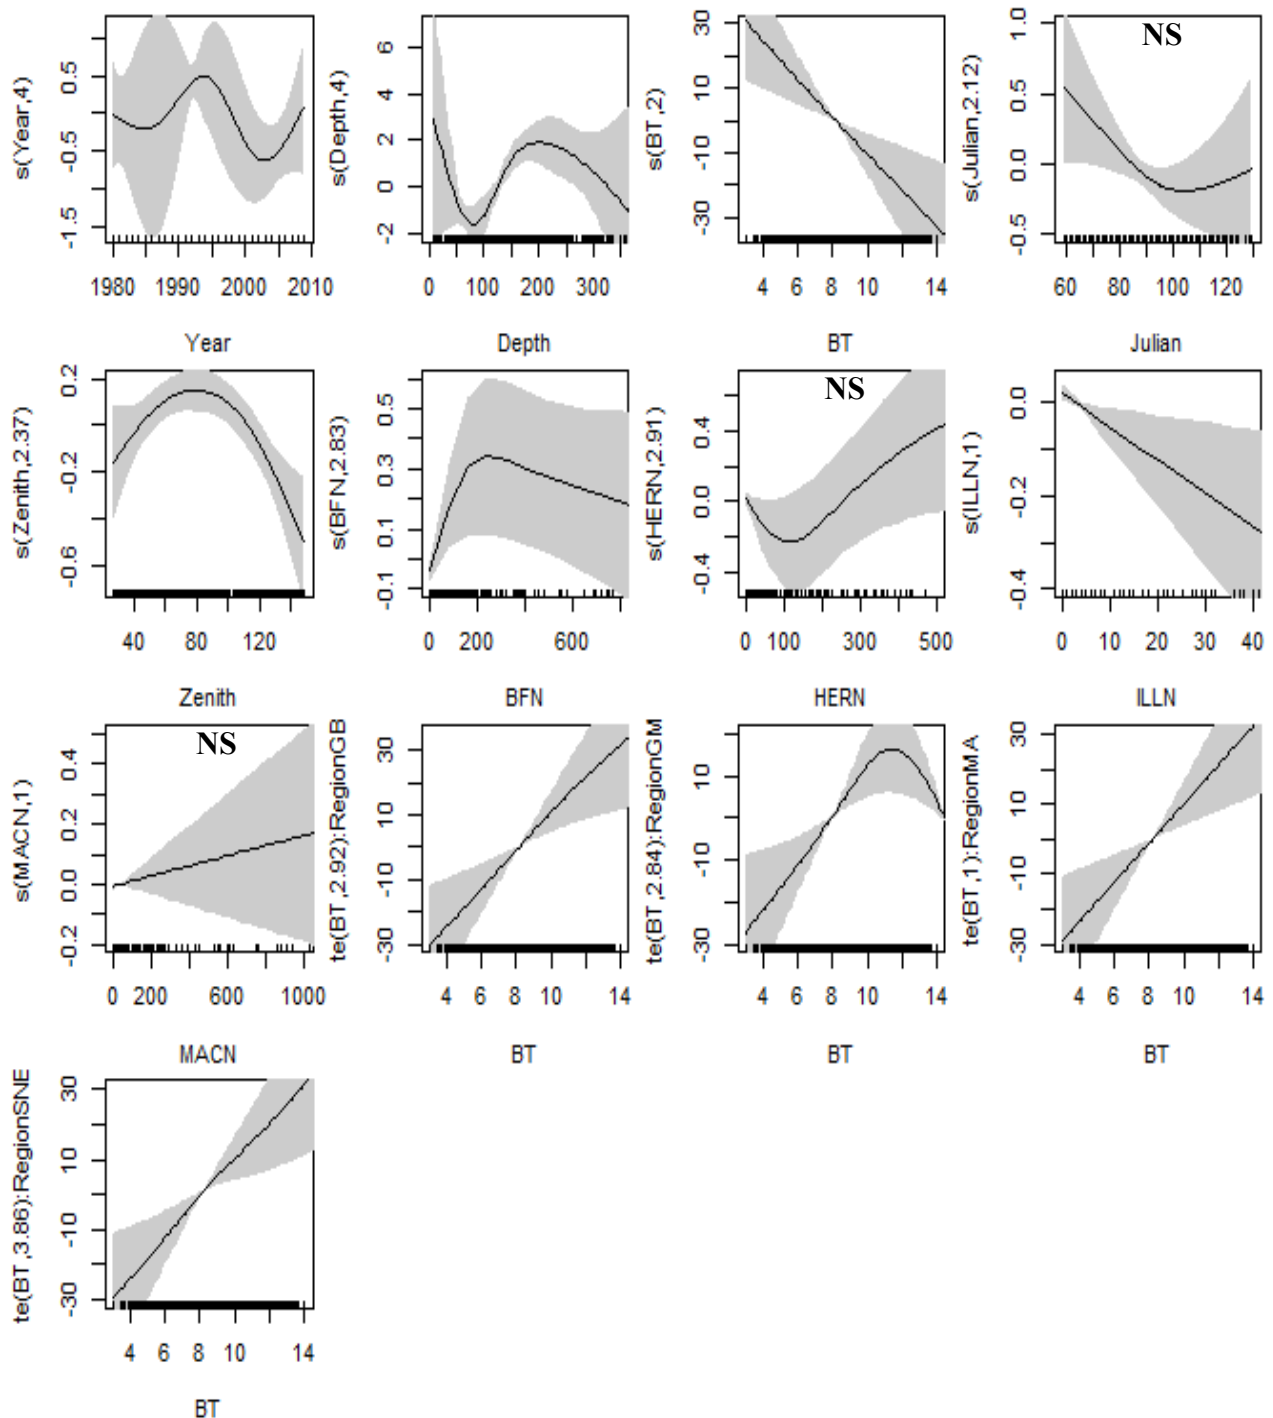 s(Year,4)
-1.5 -0.5 0.5
1980 1990 2000 2010
Year
s(Depth,4)
-2 0 2 4 6
0 100 200 300
Depth
s(BT,2)
-30 -10 10 30
4 6 8 10 14
BT
s(Julian,2.12)
-0.5 0.0 0.5 1.0
NS
60 80 100 120
Julian
s(Zenith,2.37)
-0.6 -0.2 0.2
40 80 120
Zenith
s(BFN,2.83)
-0.1 0.1 0.3 0.5
0 200 600
BFN
s(HERN,2.91)
-0.4 0.0 0.4
NS
0 100 300 500
HERN
s(ILLN,1)
-0.4 -0.2 0.0
0 10 20 30 40
ILLN
s(MACN,1)
-0.2 0.0 0.2 0.4
NS
0 200 600 1000
MACN
te(BT,2.92):RegionGB
-30 -10 10 30
4 6 8 10 14
BT
te(BT,2.84):RegionGM
-30 -10 10
4 6 8 10 14
BT
te(BT,1):RegionMA
-30 -10 10 30
4 6 8 10 14
BT
te(BT,3.86):RegionSNE
-30 -10 10 30
4 6 8 10 14
BT